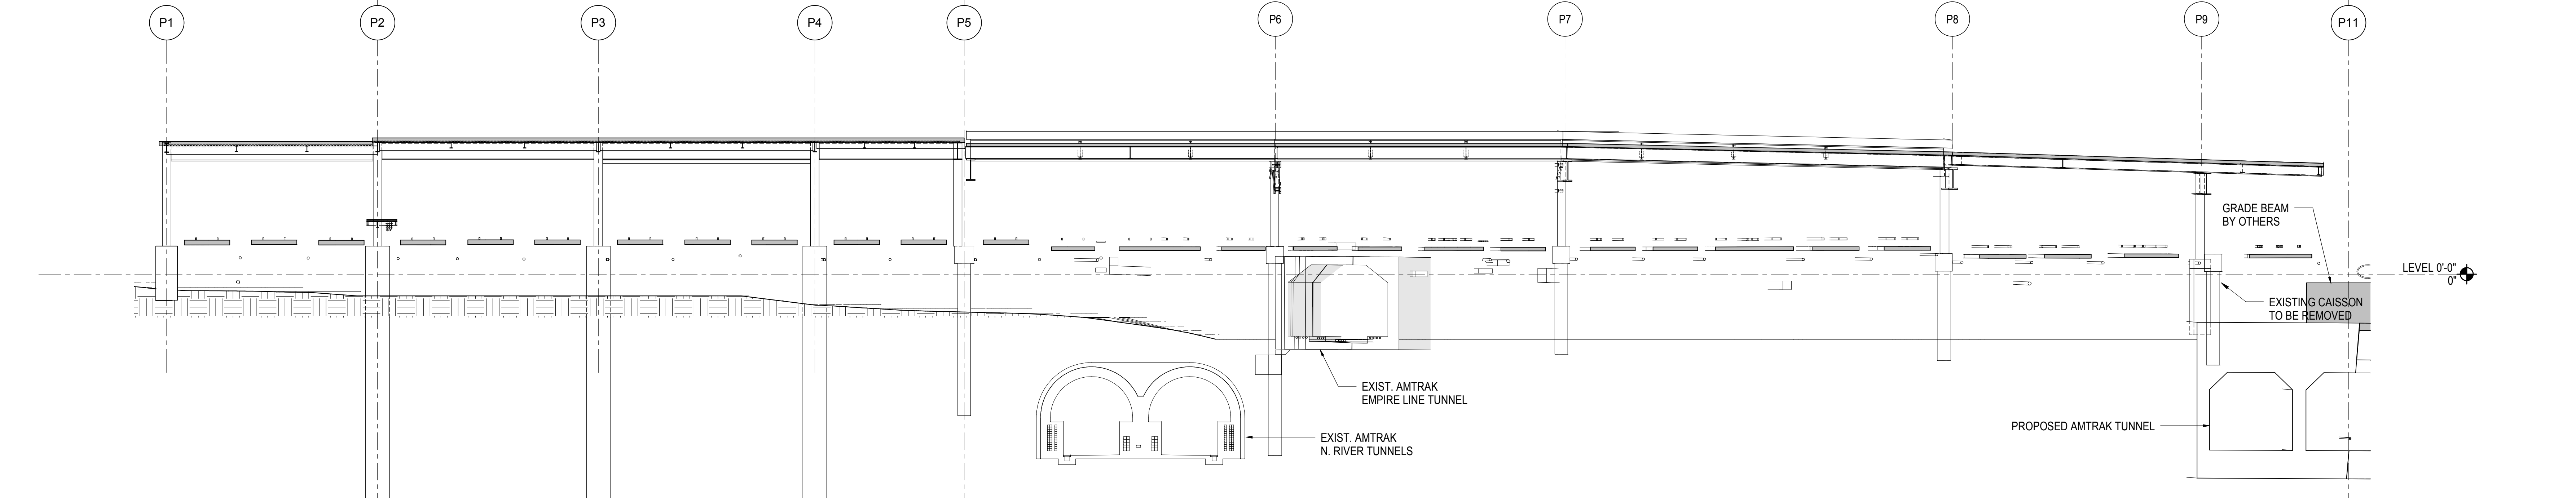 P1
P2
P3
P4
P5
P6
P7
P8
P9
P11
GRADE BEAM
BY OTHERS
LEVEL 0'-0"
0"
EXISTING CAISSON
TO BE REMOVED
EXIST. AMTRAK
EMPIRE LINE TUNNEL
PROPOSED AMTRAK TUNNEL
EXIST. AMTRAK
N. RIVER TUNNELS